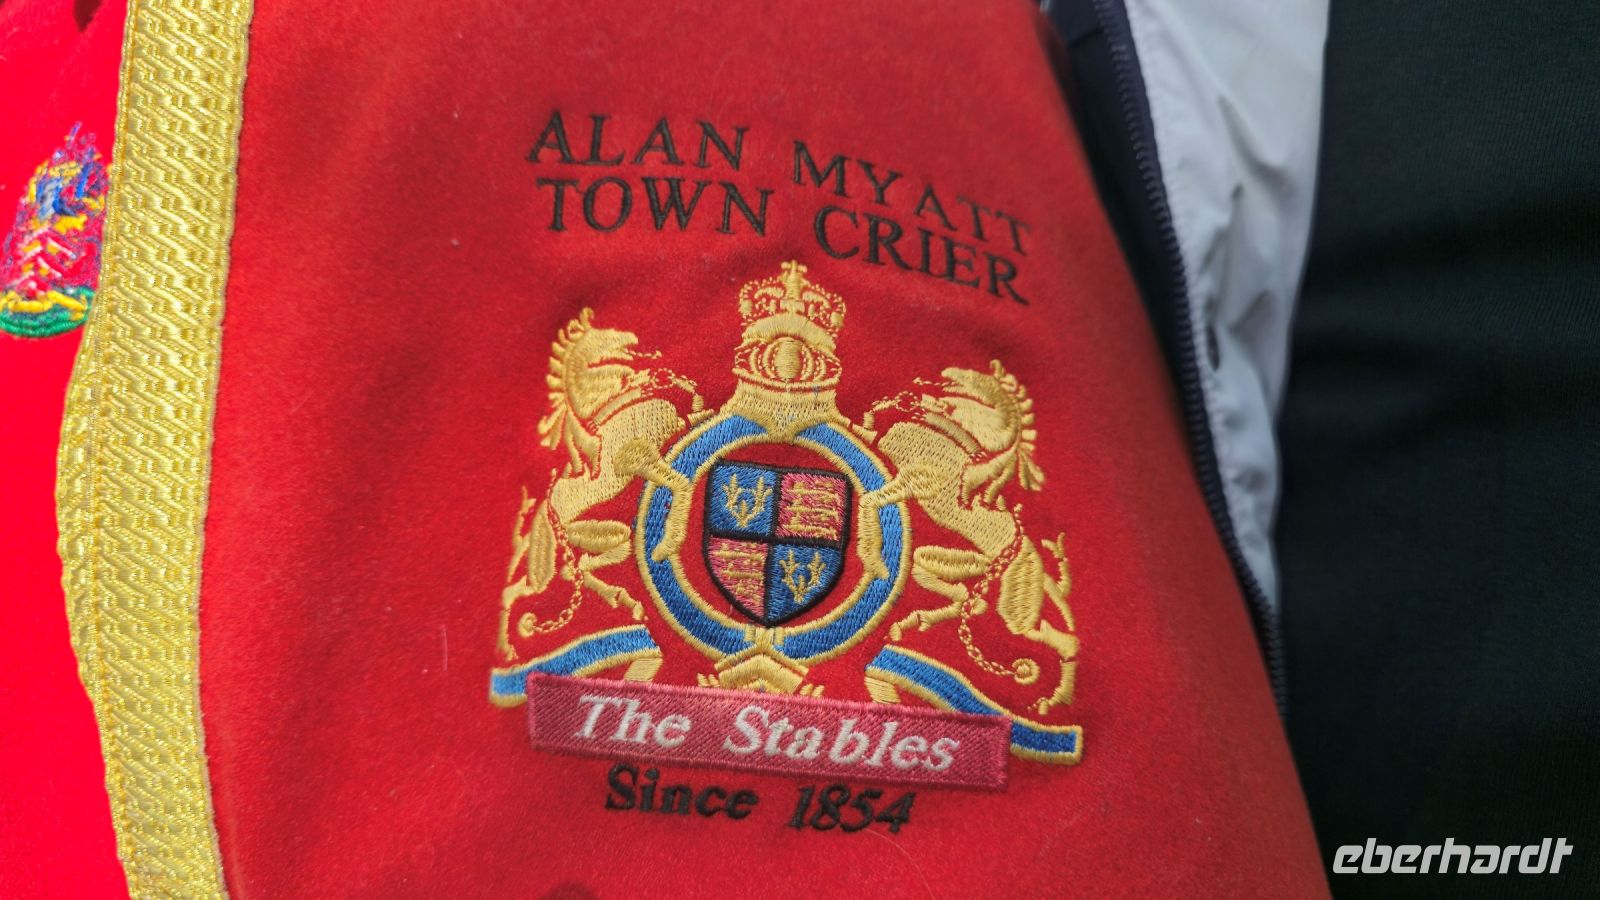 ALAN MYATT
TOWN CRIER
The Stables
Since 1854
eberhardt